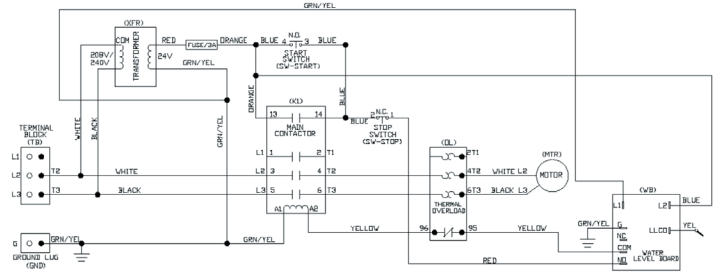 GRN/YEL
(XFR)
COM
208V/
240V
TRANSFORMER
24V
RED
FUSE/3A
ORANGE
GRN/YEL
BLUE 4 N.O. 3 BLUE
START
SWITCH
(SW-START)
ORANGE
BLUE
WHITE
BLACK
GRN/YEL
(K1)
13 14
MAIN
CONTACTOR
BLUE 2 N.C. 1
STOP
SWITCH
(SW-STOP)
TERMINAL
BLOCK
(TB)
L1
L2 T2 WHITE
L3 T3 BLACK
L1 1 2 T1
L2 3 4 T2
L3 5 6 T3
A1 A2
(OL)
2T1
4T2 WHITE L2
6T3 BLACK L3
THERMAL
OVERLOAD
96 95
(MTR)
MOTOR
YELLOW
YELLOW
RED
G GRN/YEL
GROUND LUG
(GND)
GRN/YEL
(WB)
L1 L2 BLUE
GRN/YEL G
LLCO YEL
NC
COM
NO
WATER
LEVEL BOARD